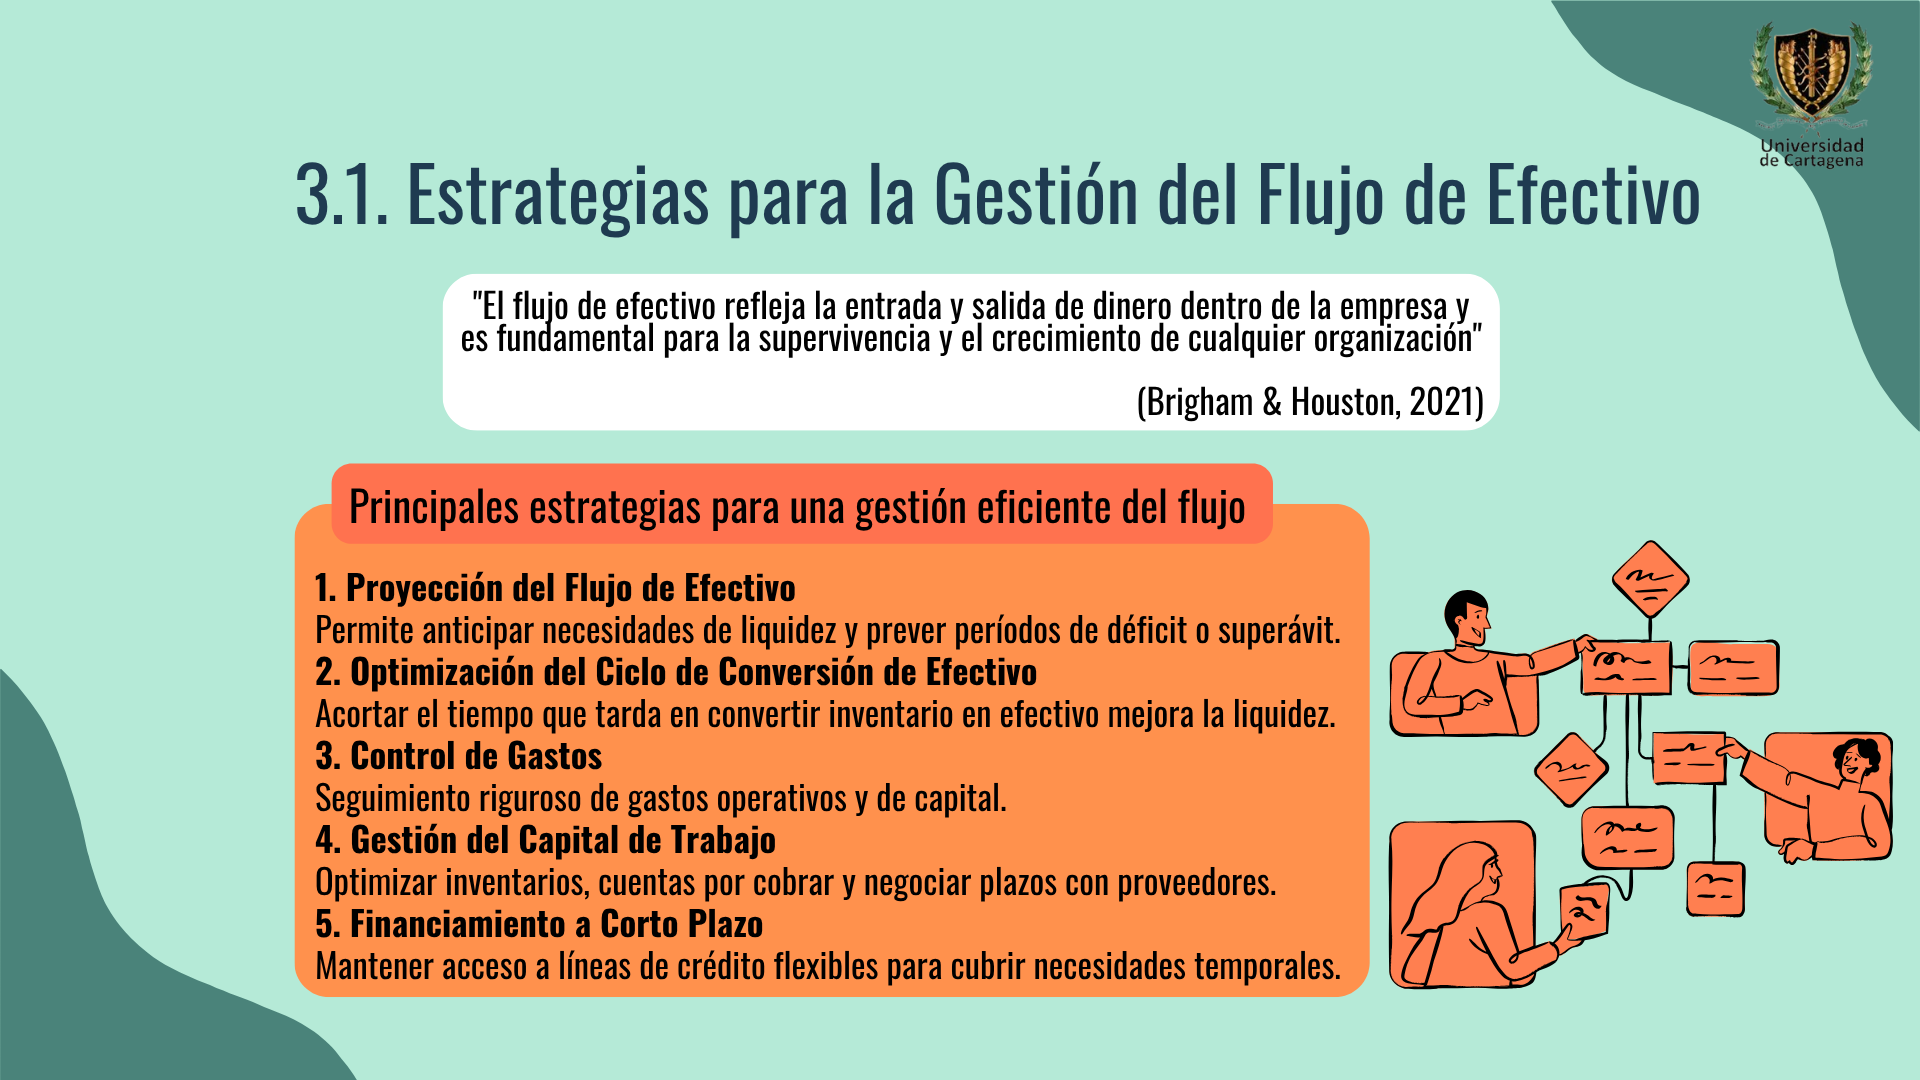 Universidad
de Cartagena
3.1. Estrategias para la Gestión del Flujo de Efectivo
"El flujo de efectivo refleja la entrada y salida de dinero dentro de la empresa y
es fundamental para la supervivencia y el crecimiento de cualquier organización"
(Brigham & Houston, 2021)
Principales estrategias para una gestión eficiente del flujo
1. Proyección del Flujo de Efectivo
Permite anticipar necesidades de liquidez y prever períodos de déficit o superávit.
2. Optimización del Ciclo de Conversión de Efectivo
Acortar el tiempo que tarda en convertir inventario en efectivo mejora la liquidez.
3. Control de Gastos
Seguimiento riguroso de gastos operativos y de capital.
4. Gestión del Capital de Trabajo
Optimizar inventarios, cuentas por cobrar y negociar plazos con proveedores.
5. Financiamiento a Corto Plazo
Mantener acceso a líneas de crédito flexibles para cubrir necesidades temporales.